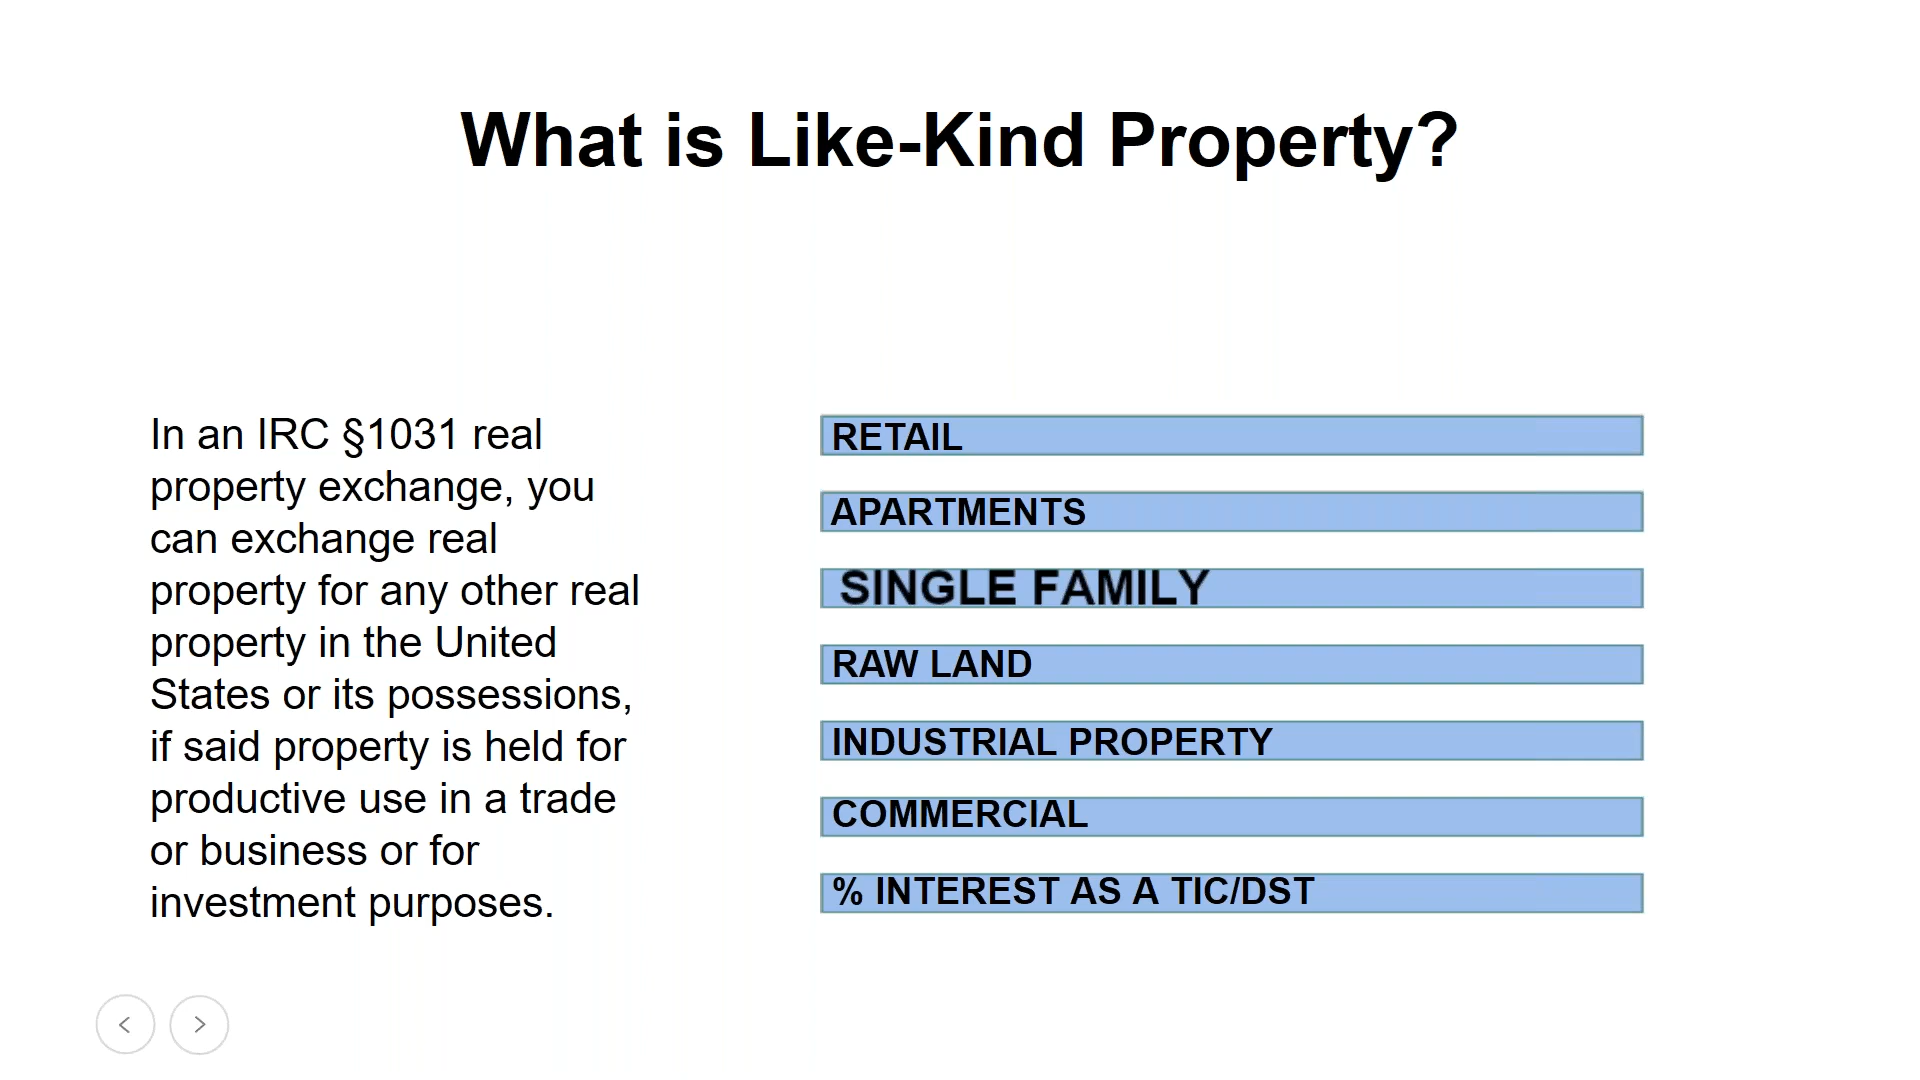 What is Like-Kind Property?
In an IRC §1031 real
property exchange, you
can exchange real
property for any other real
property in the United
States or its possessions,
if said property is held for
productive use in a trade
or business or for
investment purposes.
RETAIL
APARTMENTS
SINGLE FAMILY
RAW LAND
INDUSTRIAL PROPERTY
COMMERCIAL
% INTEREST AS A TIC/DST